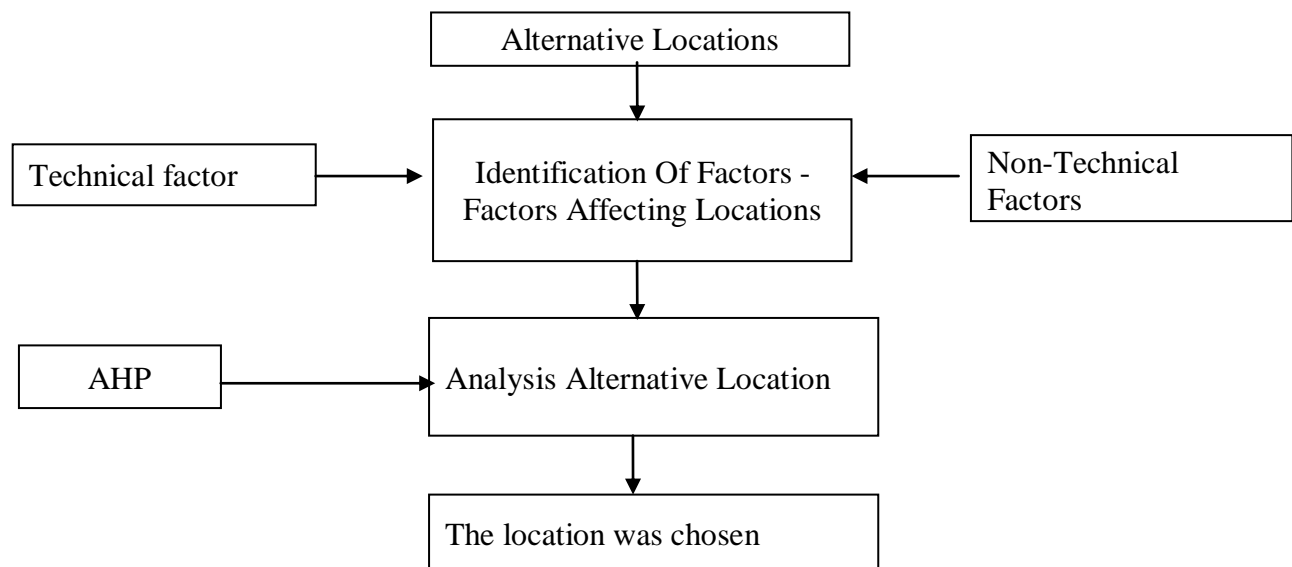 Alternative Locations
Technical factor
Identification Of Factors -
Factors Affecting Locations
Non-Technical
Factors
AHP
Analysis Alternative Location
The location was chosen